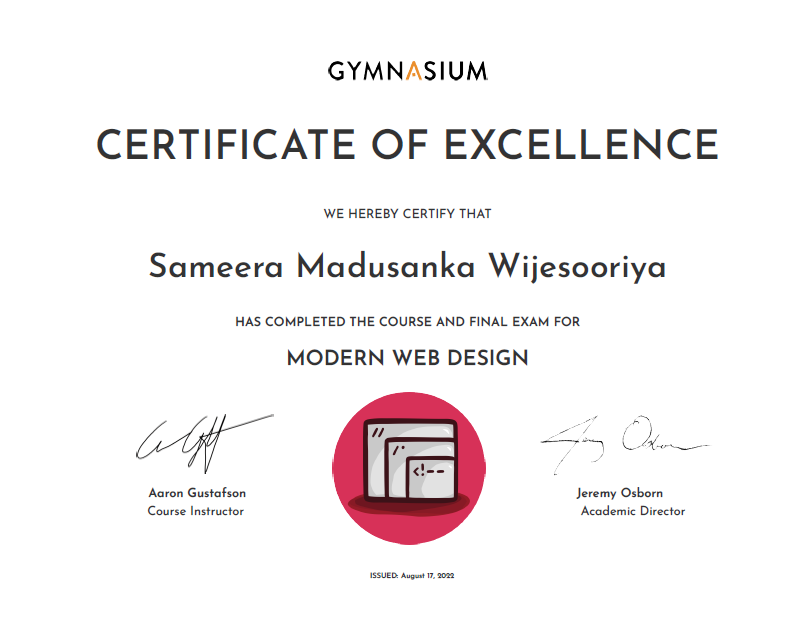 GYMNASIUM
CERTIFICATE OF EXCELLENCE
WE HEREBY CERTIFY THAT
Sameera Madusanka Wijesooriya
HAS COMPLETED THE COURSE AND FINAL EXAM FOR
MODERN WEB DESIGN
//
/*
<!--
Aaron Gustafson
Course Instructor
Jeremy Osborn
Academic Director
ISSUED: August 17, 2022